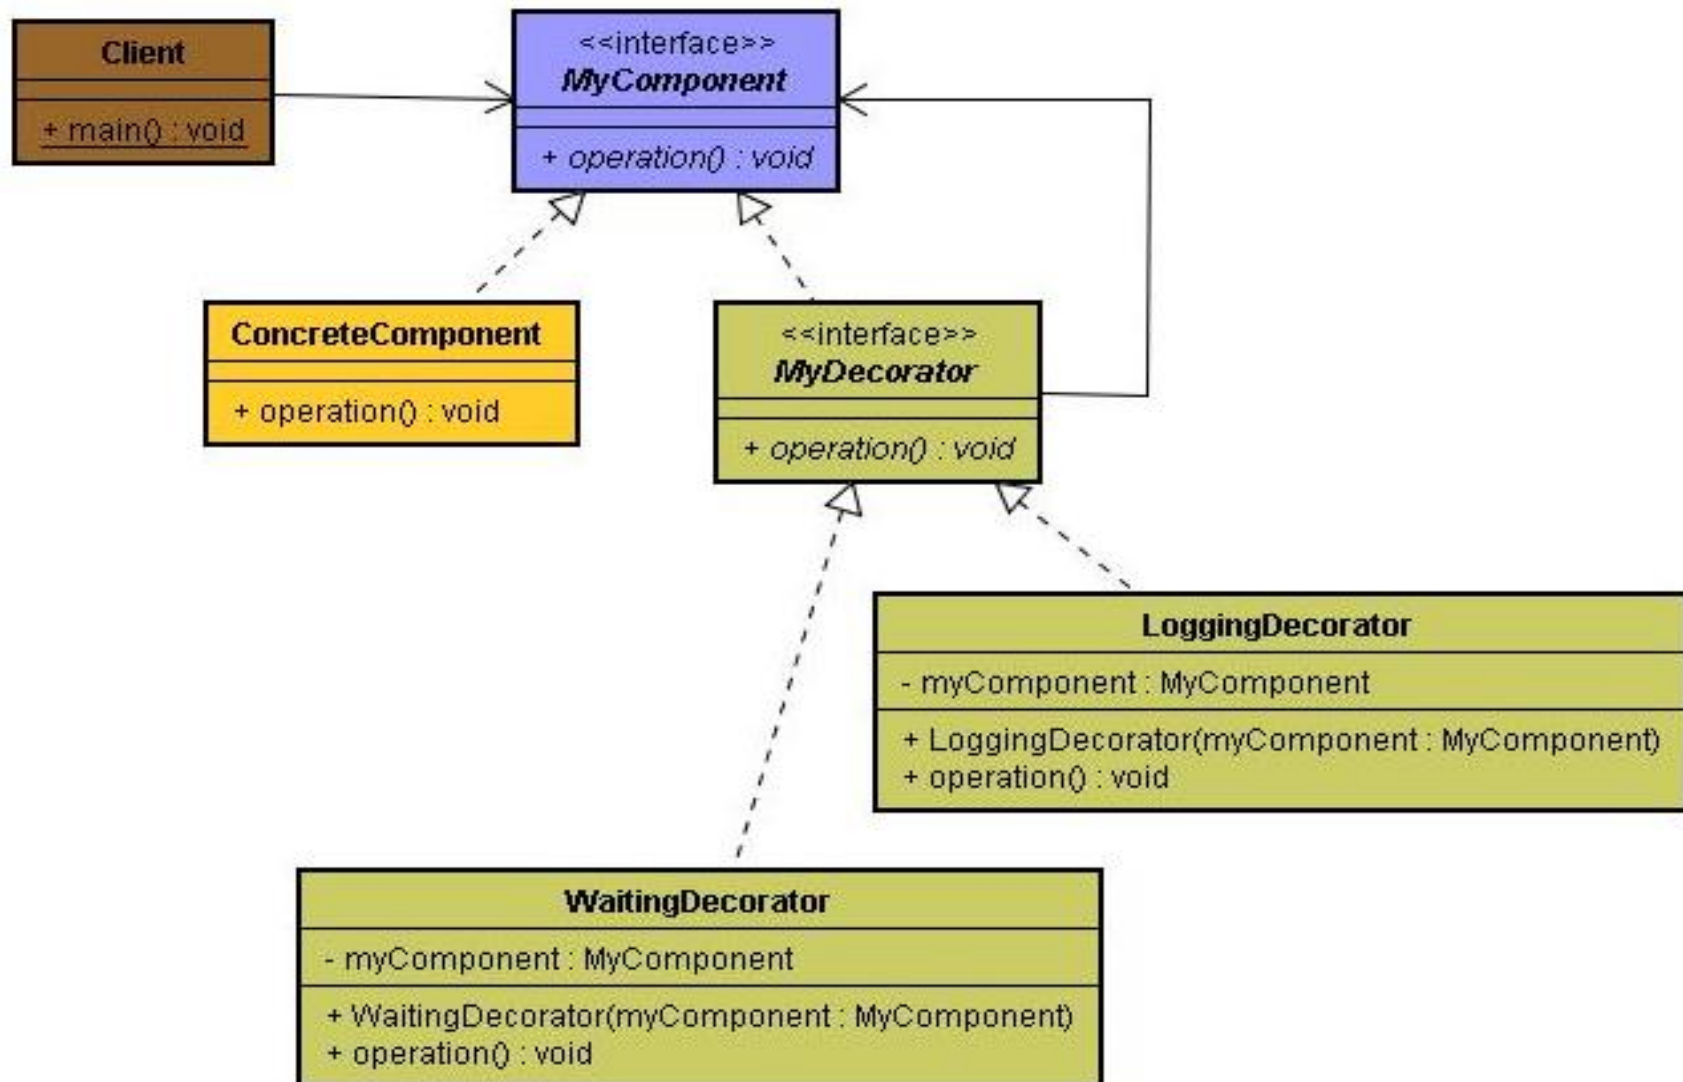 Client
+ main() : void
<<interface>>
MyComponent
+ operation() : void
ConcreteComponent
+ operation() : void
<<interface>>
MyDecorator
+ operation() : void
LoggingDecorator
- myComponent : MyComponent
+ LoggingDecorator(myComponent : MyComponent)
+ operation() : void
WaitingDecorator
- myComponent : MyComponent
+ WaitingDecorator(myComponent : MyComponent)
+ operation() : void